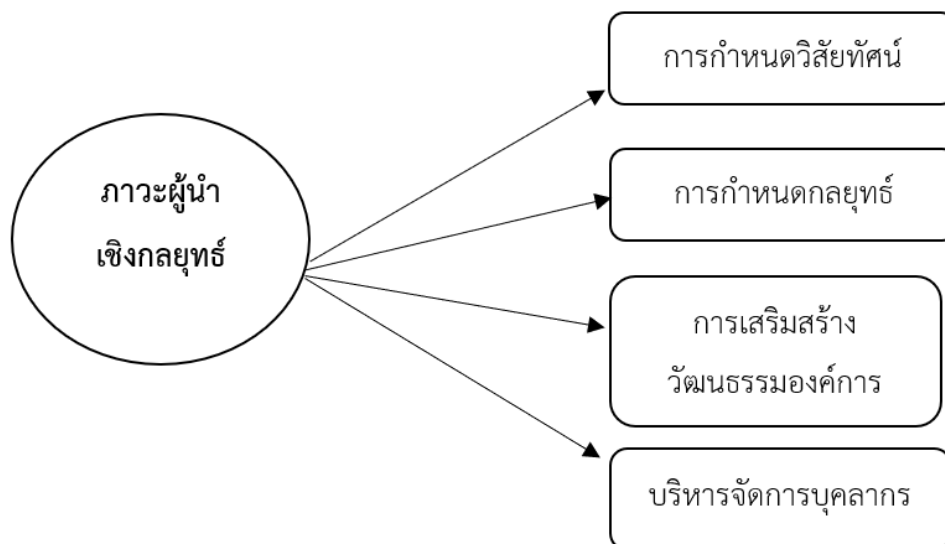 ภาวะผู้นำ
เชิงกลยุทธ์
การกำหนดวิสัยทัศน์
การกำหนดกลยุทธ์
การเสริมสร้าง
วัฒนธรรมองค์การ
บริหารจัดการบุคลากร